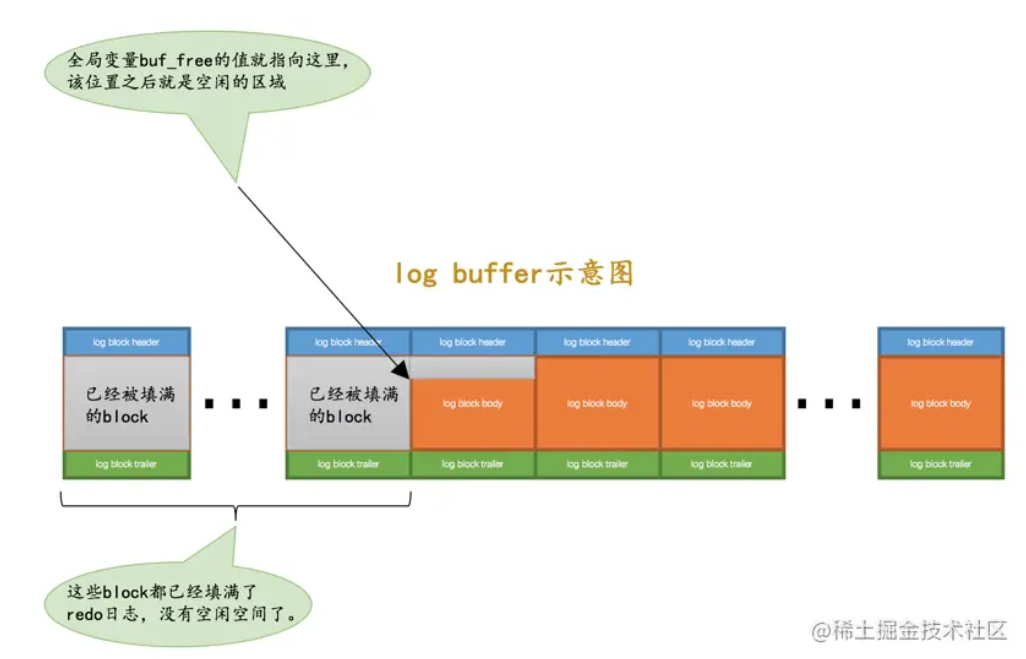 全局变量buf_free的值就指向这里，
该位置之后就是空闲的区域
log buffer示意图
log block header
log block header
log block header
log block header
log block header
log block header
已经被填满
的block
已经被填满
的block
log block body
log block body
log block body
log block body
log block trailer
log block trailer
log block trailer
log block trailer
log block trailer
log block trailer
这些block都已经填满了
redo日志，没有空闲空间了。
@稀土掘金技术社区